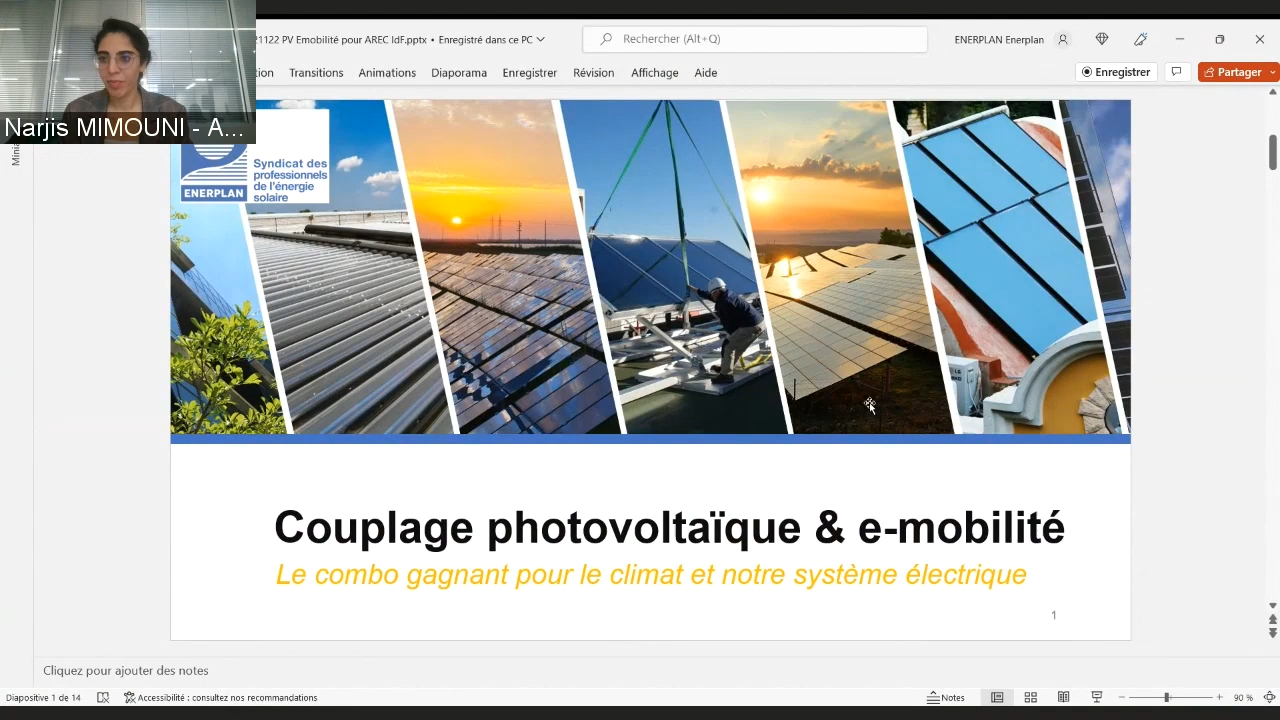 21122 PV Emobilité pour AREC IdF.pptx • Enregistré dans ce PC
Rechercher (Alt+Q)
ENERPLAN Enerplan
Transitions
Animations
Diaporama
Enregistrer
Révision
Affichage
Aide
Enregistrer
Partager
Narjis MIMOUNI - A...
Syndicat des
professionnels
de l'énergie
solaire
ENERPLAN
Couplage photovoltaïque & e-mobilité
Le combo gagnant pour le climat et notre système électrique
1
Cliquez pour ajouter des notes
Diapositive 1 de 14
Accessibilité : consultez nos recommandations
Notes
90 %